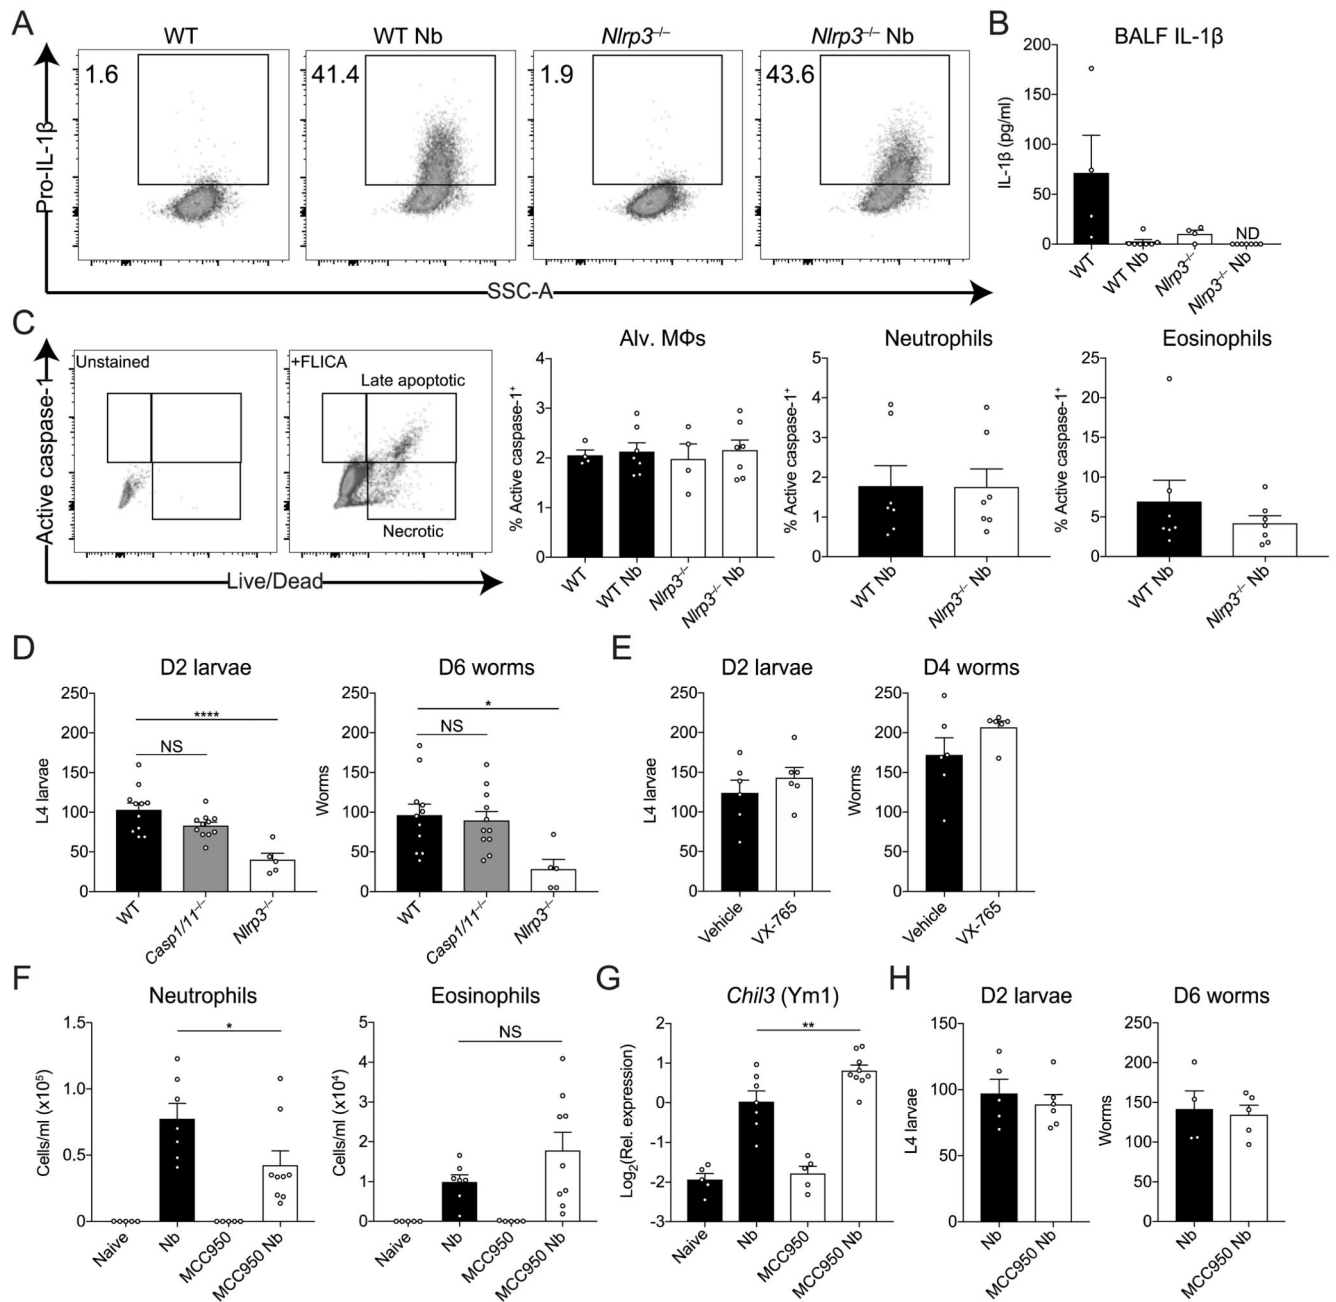 A
WT
WT Nb
Nlrp3–/–
Nlrp3–/– Nb
1.6
41.4
1.9
43.6
Pro-IL-1β
SSC-A
B
BALF IL-1β
IL-1β (pg/ml)
200
150
100
50
0
ND
WT
WT Nb
Nlrp3–/–
Nlrp3–/– Nb
C
Unstained
+FLICA
Late apoptotic
Necrotic
Active caspase-1
Live/Dead
Alv. MΦs
% Active caspase-1+
4
3
2
1
0
WT
WT Nb
Nlrp3–/–
Nlrp3–/– Nb
Neutrophils
% Active caspase-1+
5
4
3
2
1
0
WT Nb
Nlrp3–/– Nb
Eosinophils
% Active caspase-1+
25
20
15
10
5
0
WT Nb
Nlrp3–/– Nb
D
D2 larvae
L4 larvae
250
200
150
100
50
0
****
NS
WT
Casp1/11–/–
Nlrp3–/–
D6 worms
Worms
250
200
150
100
50
0
*
NS
WT
Casp1/11–/–
Nlrp3–/–
E
D2 larvae
L4 larvae
250
200
150
100
50
0
Vehicle
VX-765
D4 worms
Worms
250
200
150
100
50
0
Vehicle
VX-765
F
Neutrophils
Cells/ml (x105)
1.5
1.0
0.5
0
*
Naive
Nb
MCC950
MCC950 Nb
Eosinophils
Cells/ml (x104)
5
4
3
2
1
0
NS
Naive
Nb
MCC950
MCC950 Nb
G
Chil3 (Ym1)
Log2(Rel. expression)
2
1
0
-1
-2
-3
**
Naive
Nb
MCC950
MCC950 Nb
H
D2 larvae
L4 larvae
150
100
50
0
Nb
MCC950 Nb
D6 worms
Worms
250
200
150
100
50
0
Nb
MCC950 Nb